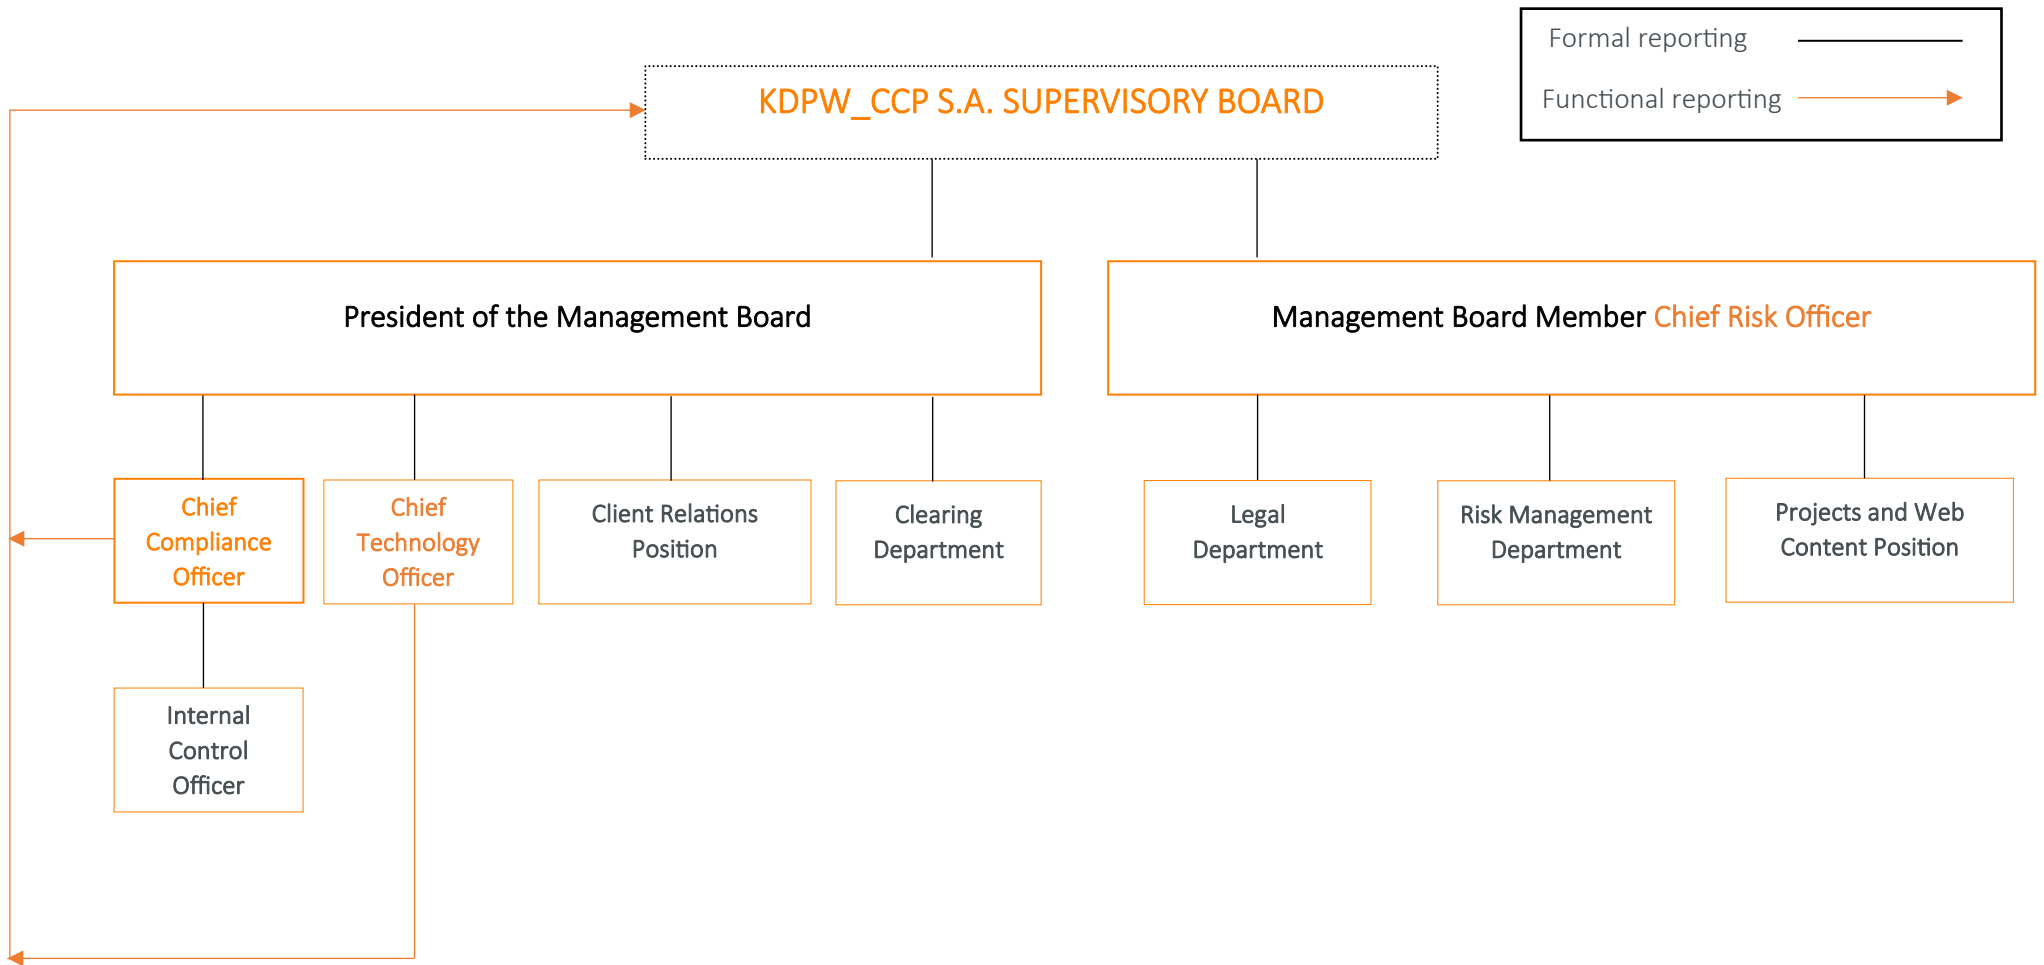 Formal reporting
Functional reporting
KDPW_CCP S.A. SUPERVISORY BOARD
President of the Management Board
Management Board Member Chief Risk Officer
Chief
Compliance
Officer
Chief
Technology
Officer
Client Relations
Position
Clearing
Department
Legal
Department
Risk Management
Department
Projects and Web
Content Position
Internal
Control
Officer